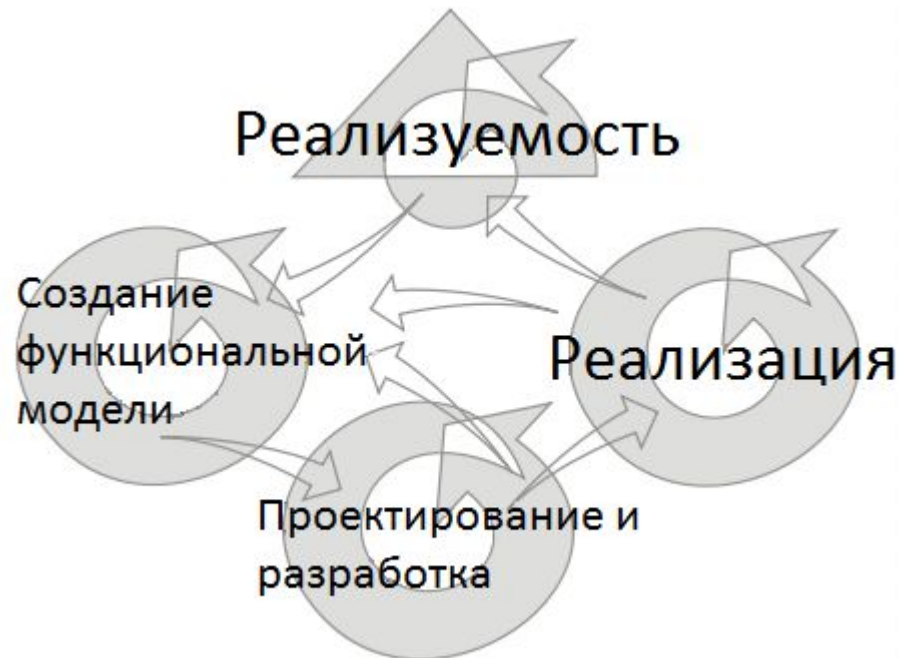 Реализуемость
Создание
функциональной
модели
Реализация
Проектирование и
разработка